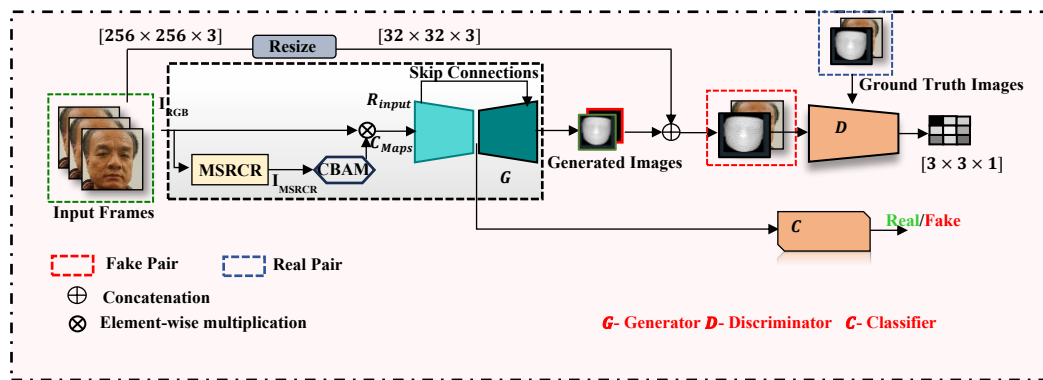 [256 × 256 × 3]
Resize
[32 × 32 × 3]
Skip Connections
Ground Truth Images
I_RGB
R_input
C_Maps
MSRCR
I_MSRCR
CBAM
G
Generated Images
D
[3 × 3 × 1]
Input Frames
C
Real/Fake
Fake Pair
Real Pair
Concatenation
Element-wise multiplication
G- Generator D- Discriminator C- Classifier